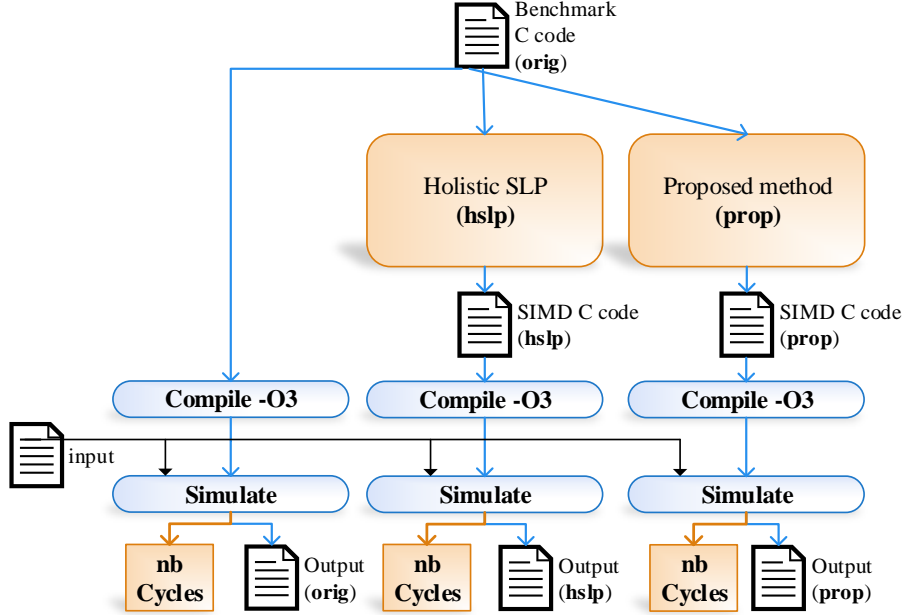 Benchmark
C code
(orig)
Holistic SLP
(hslp)
Proposed method
(prop)
SIMD C code
(hslp)
SIMD C code
(prop)
Compile -O3
Compile -O3
Compile -O3
input
Simulate
Simulate
Simulate
nb
Cycles
Output
(orig)
nb
Cycles
Output
(hslp)
nb
Cycles
Output
(prop)